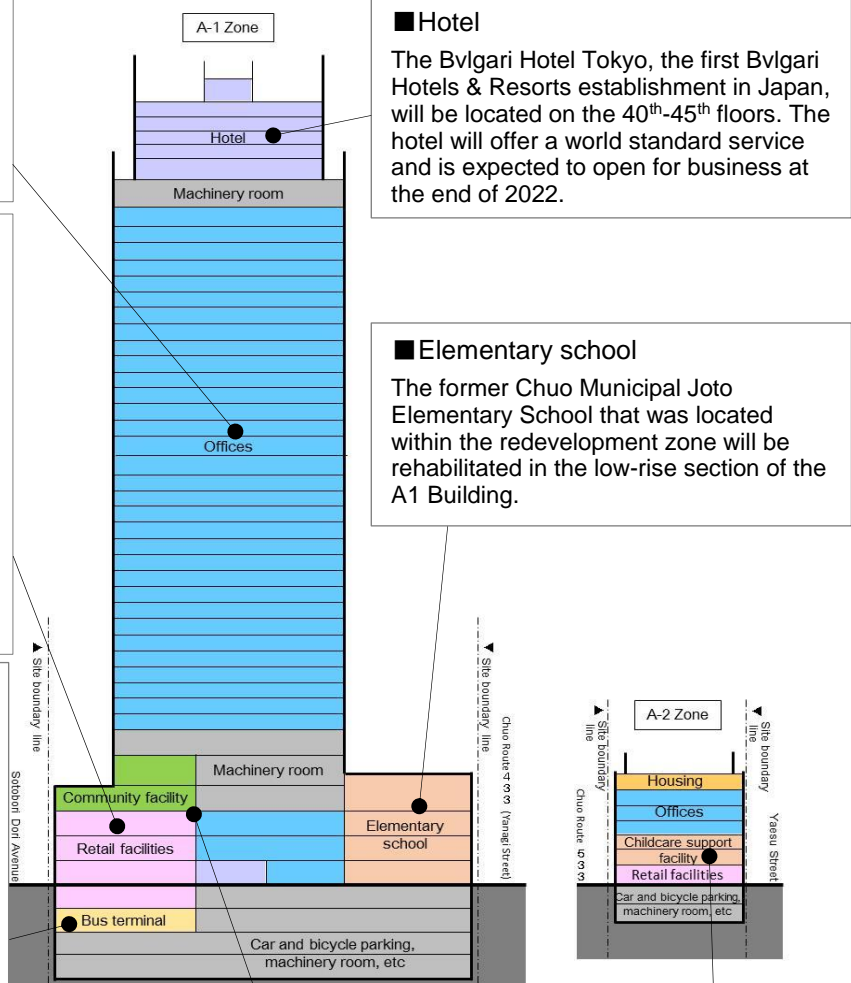 A-1 Zone
■Hotel
The Bvlgari Hotel Tokyo, the first Bvlgari
Hotels & Resorts establishment in Japan,
will be located on the 40th-45th floors. The
hotel will offer a world standard service
and is expected to open for business at
the end of 2022.
Hotel
Machinery room
■Elementary school
The former Chuo Municipal Joto
Elementary School that was located
within the redevelopment zone will be
rehabilitated in the low-rise section of the
A1 Building.
Offices
Site boundary line
Sotobori Dori Avenue
Machinery room
Community facility
Retail facilities
Elementary
school
Bus terminal
Car and bicycle parking,
machinery room, etc
Site boundary line
Chuo Route 433 (Yanagi Street)
A-2 Zone
Site boundary
line
Chuo Route 533
Housing
Offices
Childcare support
facility
Retail facilities
Car and bicycle parking,
machinery room, etc
Site boundary
line
Yaesu Street